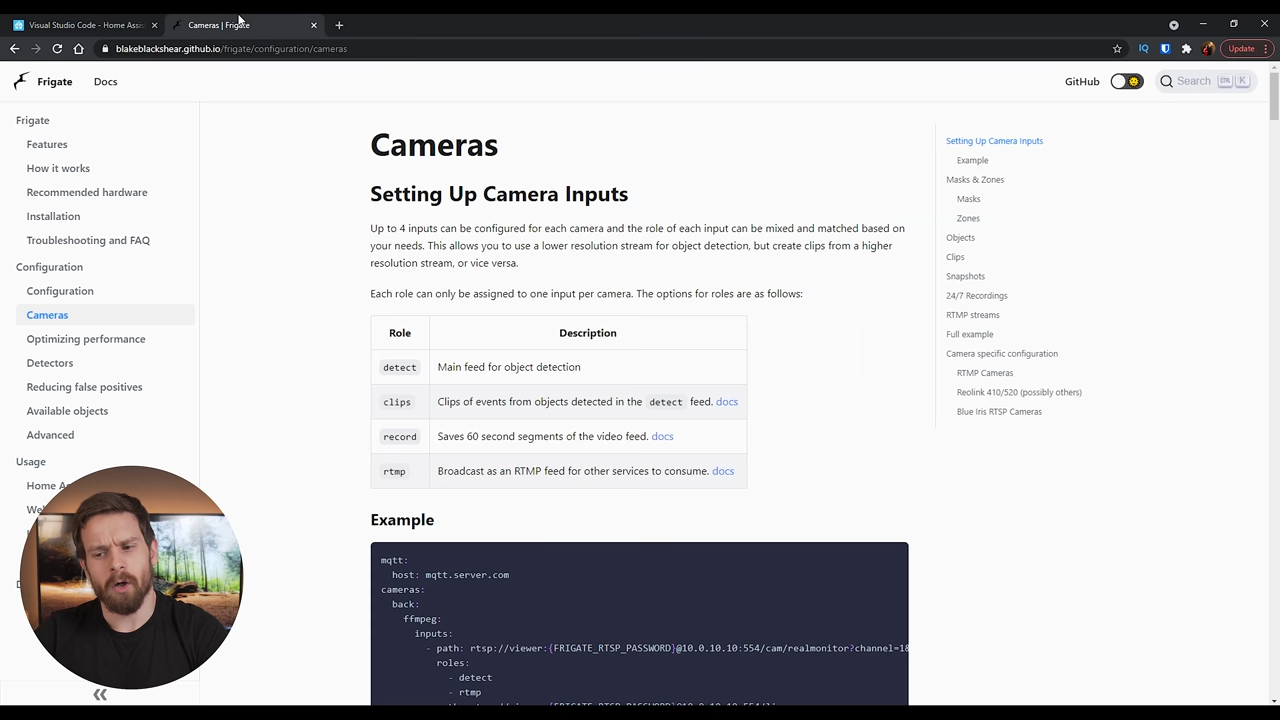 Visual Studio Code - Home Assist
Cameras | Frigate
blakeblackshear.github.io/frigate/configuration/cameras
IQ
Update
Frigate
Docs
GitHub
Search
CTRL
K
Frigate
Features
How it works
Recommended hardware
Installation
Troubleshooting and FAQ
Configuration
Configuration
Cameras
Optimizing performance
Detectors
Reducing false positives
Available objects
Advanced
Usage
Home As
We
«
Cameras
Setting Up Camera Inputs
Up to 4 inputs can be configured for each camera and the role of each input can be mixed and matched based on
your needs. This allows you to use a lower resolution stream for object detection, but create clips from a higher
resolution stream, or vice versa.
Each role can only be assigned to one input per camera. The options for roles are as follows:
Role Description
detect Main feed for object detection
clips Clips of events from objects detected in the detect feed. docs
record Saves 60 second segments of the video feed. docs
rtmp Broadcast as an RTMP feed for other services to consume. docs
Example
mqtt:
host: mqtt.server.com
cameras:
back:
ffmpeg:
inputs:
- path: rtsp://viewer:{FRIGATE_RTSP_PASSWORD}@10.0.10.10:554/cam/realmonitor?channel=1&
roles:
- detect
- rtmp
Setting Up Camera Inputs
Example
Masks & Zones
Masks
Zones
Objects
Clips
Snapshots
24/7 Recordings
RTMP streams
Full example
Camera specific configuration
RTMP Cameras
Reolink 410/520 (possibly others)
Blue Iris RTSP Cameras